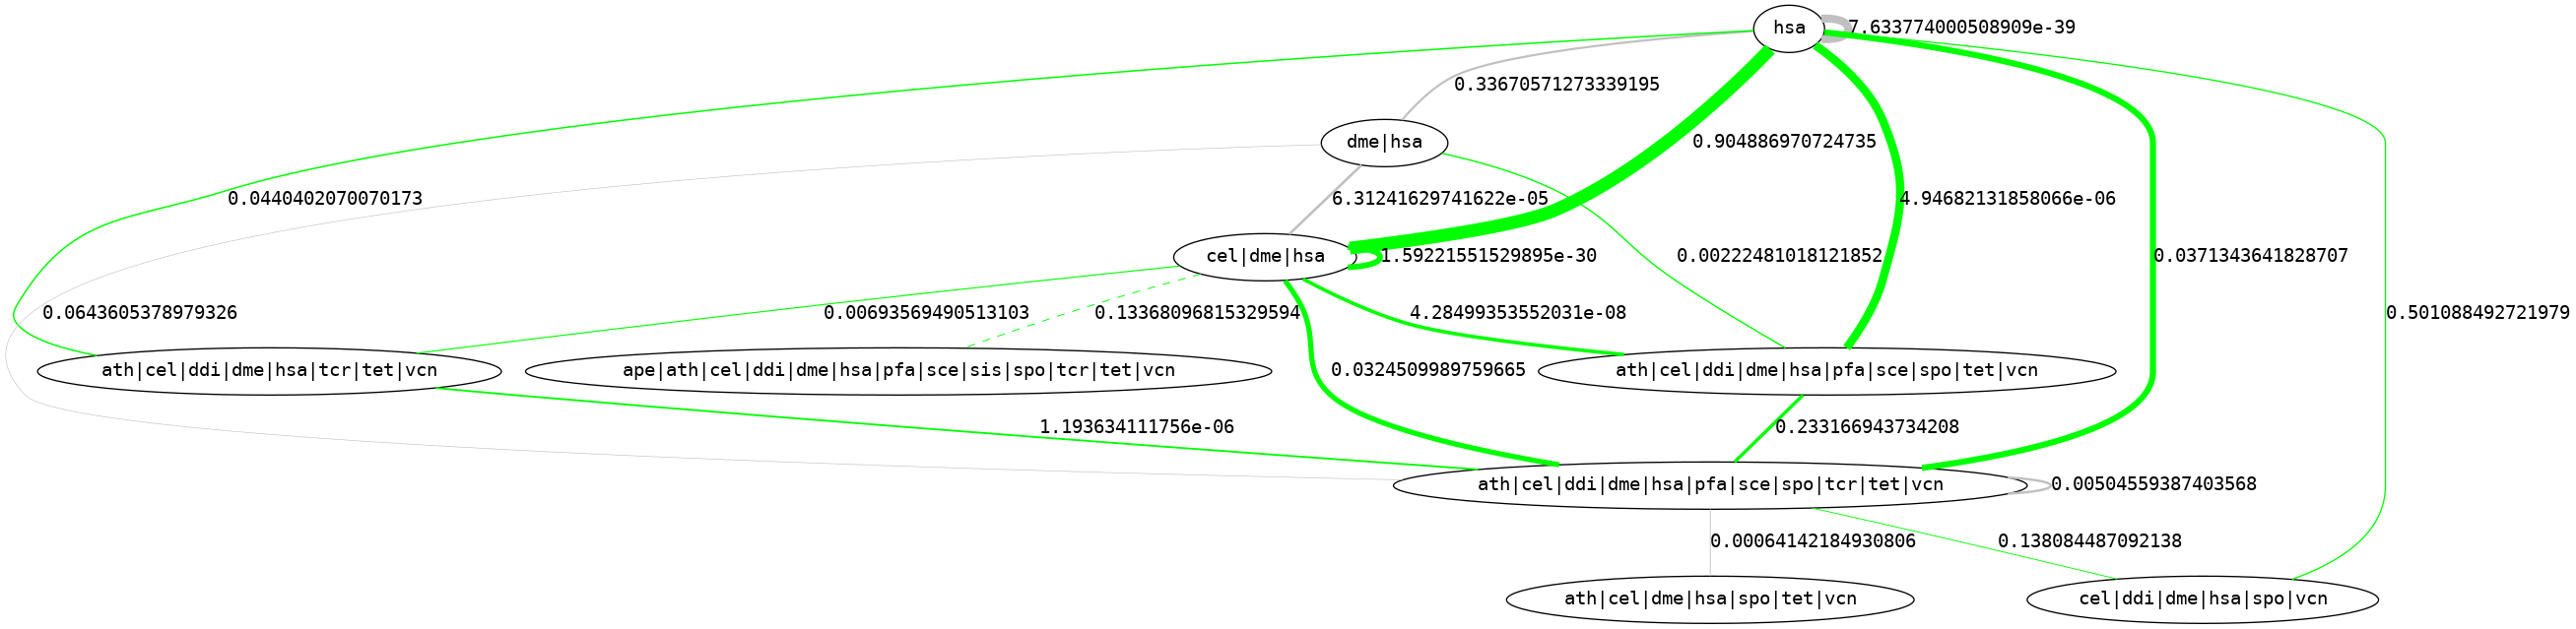 hsa
7.633774000508909e-39
0.33670571273339195
dme|hsa
0.904886970724735
0.0440402070070173
6.31241629741622e-05
4.94682131858066e-06
cel|dme|hsa
1.59221551529895e-30
0.00222481018121852
0.0371343641828707
0.0643605378979326
0.00693569490513103
0.13368096815329594
4.28499353552031e-08
0.501088492721979
ath|cel|ddi|dme|hsa|tcr|tet|vcn
ape|ath|cel|ddi|dme|hsa|pfa|sce|sis|spo|tcr|tet|vcn
0.0324509989759665
ath|cel|ddi|dme|hsa|pfa|sce|spo|tet|vcn
1.193634111756e-06
0.233166943734208
ath|cel|ddi|dme|hsa|pfa|sce|spo|tcr|tet|vcn
0.00504559387403568
0.00064142184930806
0.138084487092138
ath|cel|dme|hsa|spo|tet|vcn
cel|ddi|dme|hsa|spo|vcn